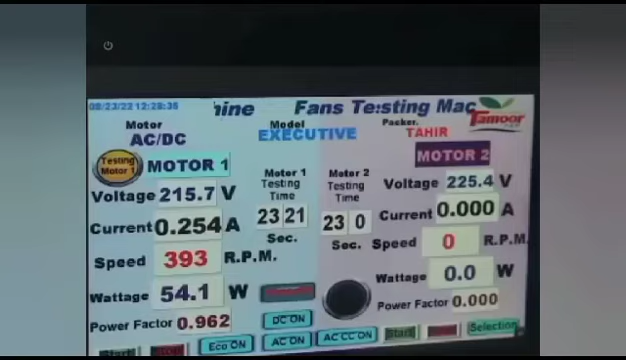 08/23/22 12:28:35
hine Fans Testing Mac
Tamoor
Motor
AC/DC
Model
EXECUTIVE
Packer.
TAHIR
Testing
Motor 1
MOTOR 1
Voltage 215.7 V
Current 0.254 A
Speed 393 R.P.M.
Wattage 54.1 W
Power Factor 0.962
Motor 1
Testing
Time
23 21
Sec.
Motor 2
Testing
Time
23 0
Sec.
MOTOR 2
Voltage 225.4 V
Current 0.000 A
Speed 0 R.P.M.
Wattage 0.0 W
Power Factor 0.000
Start
Stop
Eco ON
DC ON
AC ON
AC CC ON
Start
Selection